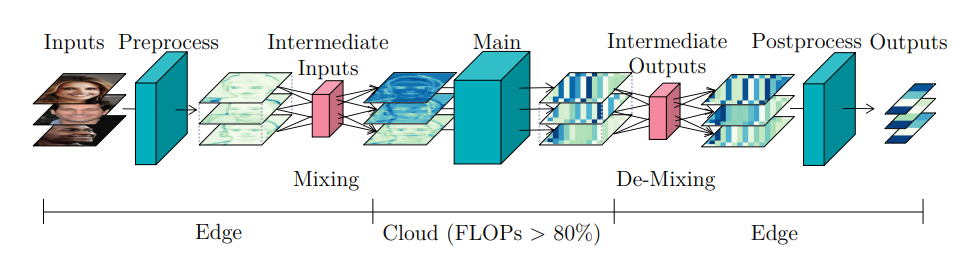 Inputs
Preprocess
Intermediate
Inputs
Main
Intermediate
Outputs
Postprocess
Outputs
Mixing
De-Mixing
Edge
Cloud (FLOPs > 80%)
Edge